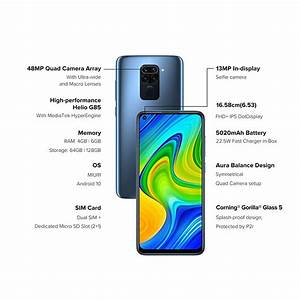 48MP Quad Camera Array
With Ultra-wide
and Macro Lenses
High-performance
Helio G85
With MediaTek HyperEngine
Memory
RAM: 4GB | 6GB
Storage: 64GB | 128GB
OS
MIUI11
Android 10
SIM Card
Dual SIM +
Dedicated Micro SD Slot (2+1)
13MP In-display
Selfie camera
16.58cm(6.53)
FHD+ IPS DotDisplay
5020mAh Battery
22.5W Fast Charger in-Box
Aura Balance Design
Symmetrical
Quad Camera setup
Corning® Gorilla® Glass 5
Splash-proof design,
Protected by P2i